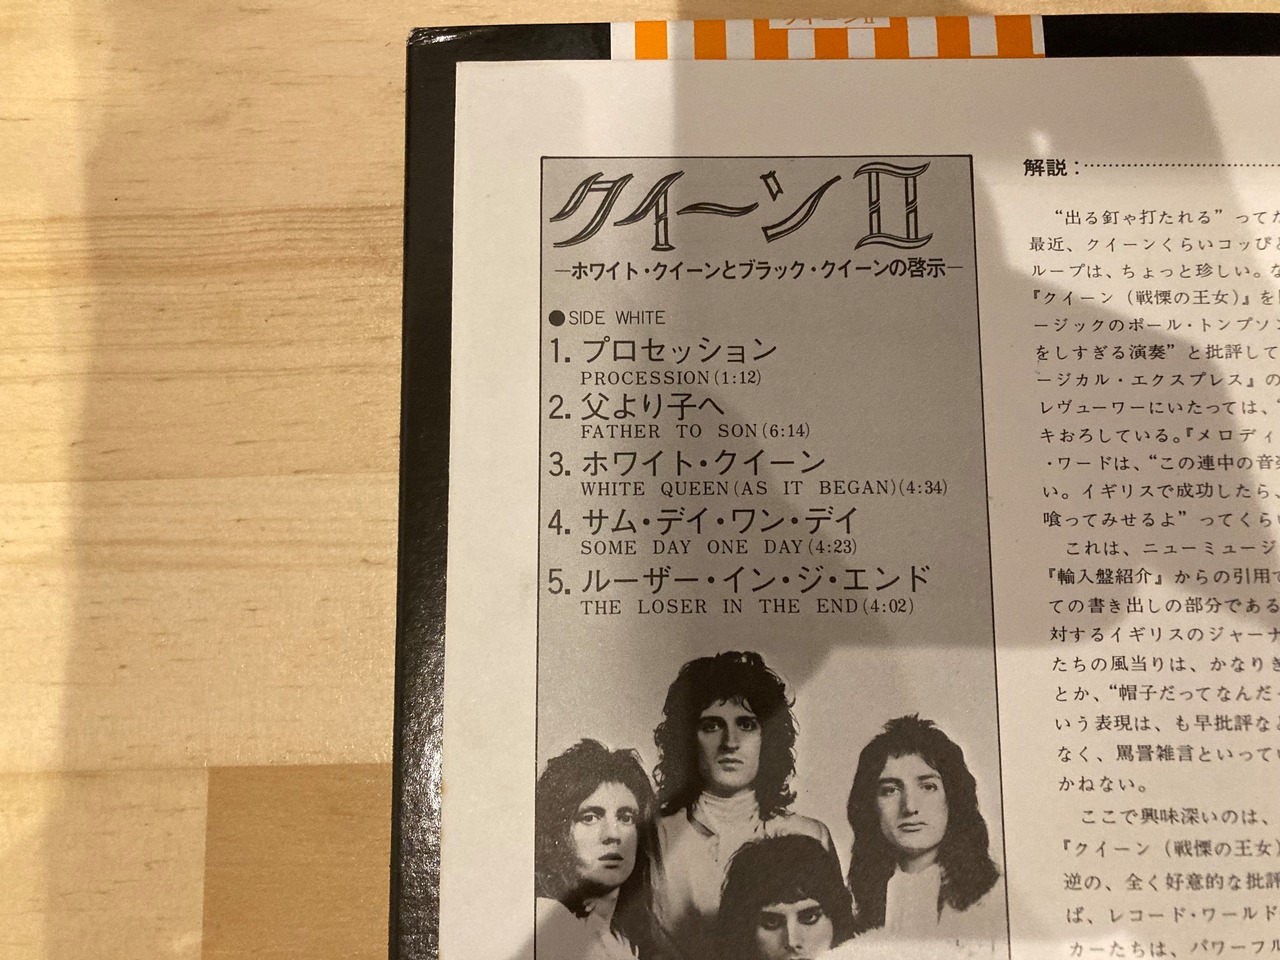 クイーンⅡ
クイーンⅡ
—ホワイト・クイーンとブラック・クイーンの啓示—
●SIDE WHITE
1. プロセッション
PROCESSION(1:12)
2. 父より子へ
FATHER TO SON(6:14)
3. ホワイト・クイーン
WHITE QUEEN(AS IT BEGAN)(4:34)
4. サム・デイ・ワン・デイ
SOME DAY ONE DAY(4:23)
5. ルーザー・イン・ジ・エンド
THE LOSER IN THE END(4:02)
解説：
“出る釘ゃ打たれる” って
最近、クイーンくらいコッぴ
ループは、ちょっと珍しい。
『クイーン（戦慄の王女）』を
ージックのポール・トンプソン
をしすぎる演奏” と批評して
ージカル・エクスプレス』の
レヴューワーにいたっては、
キおろしている。『メロディ
・ワードは、“この連中の音楽
い。イギリスで成功したら、
喰ってみせるよ” ってくら
これは、ニューミュージ
『輸入盤紹介』からの引用
ての書き出しの部分である
対するイギリスのジャーナ
たちの風当りは、かなり
とか、“帽子だってなんだ
いう表現は、も早批評な
なく、罵詈雑言といって
かねない。
ここで興味深いのは、
『クイーン（戦慄の王女）
逆の、全く好意的な批評
ば、レコード・ワールド
カーたちは、パワーフル